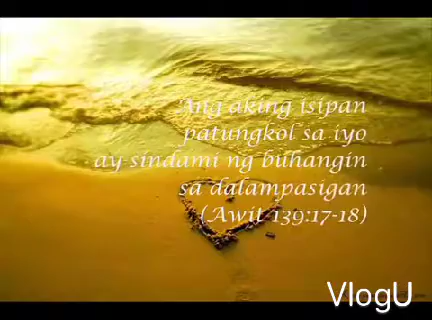 Ang aking isipan
patungkol sa iyo
ay sindami ng buhangin
sa dalampasigan
(Awit 139:17-18)
VlogU